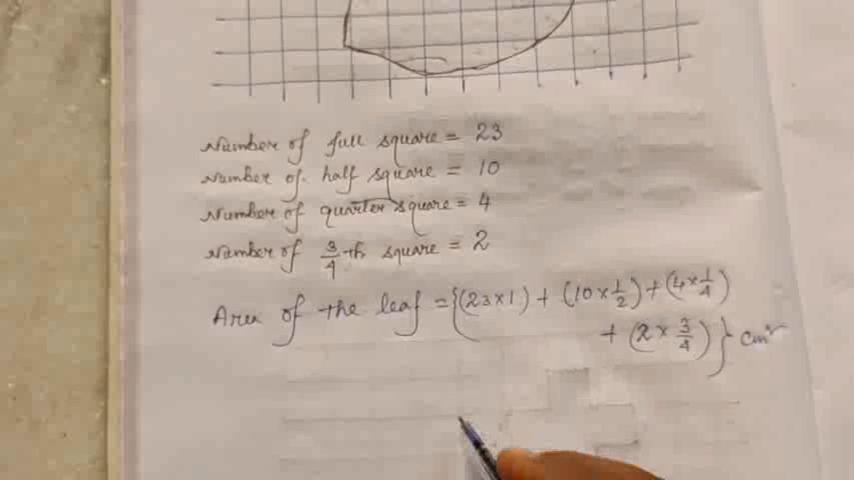 Number of full square = 23
Number of half square = 10
Number of quarter square = 4
Number of 3/4 th square = 2
Area of the leaf = {(23×1) + (10×1/2) + (4×1/4)
+ (2×3/4)} cm²